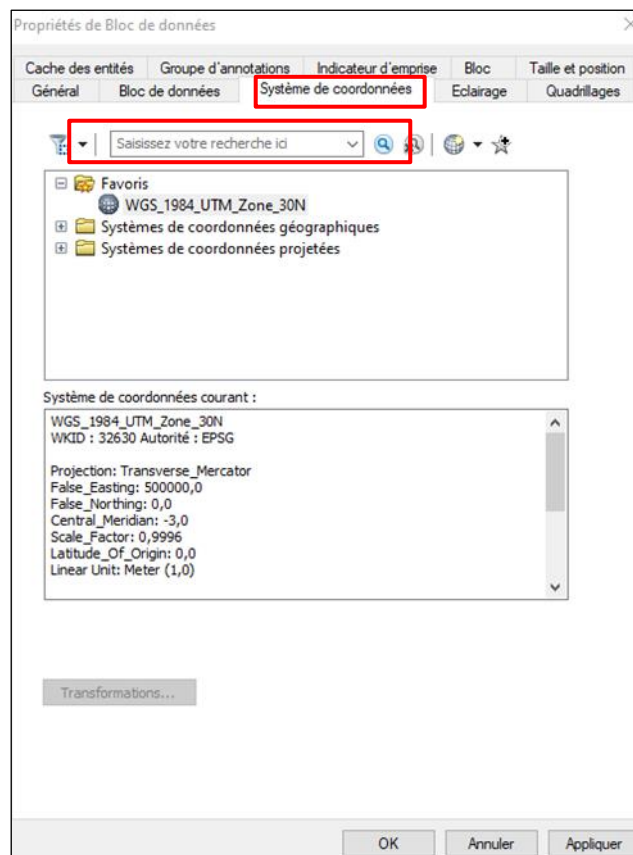 Propriétés de Bloc de données
Cache des entités Groupe d'annotations Indicateur d'emprise Bloc Taille et position
Général Bloc de données Système de coordonnées Eclairage Quadrillages
Saisissez votre recherche ici
Favoris
WGS_1984_UTM_Zone_30N
Systèmes de coordonnées géographiques
Systèmes de coordonnées projetées
Système de coordonnées courant :
WGS_1984_UTM_Zone_30N
WKID : 32630 Autorité : EPSG
Projection: Transverse_Mercator
False_Easting: 500000,0
False_Northing: 0,0
Central_Meridian: -3,0
Scale_Factor: 0,9996
Latitude_Of_Origin: 0,0
Linear Unit: Meter (1,0)
Transformations...
OK Annuler Appliquer